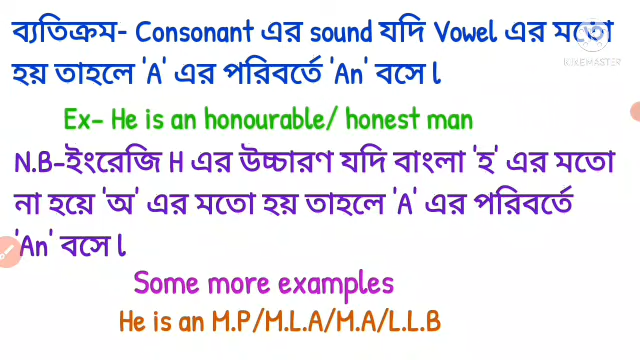 ব্যতিক্রম- Consonant এর sound যদি Vowel এর মতো
হয় তাহলে 'A' এর পরিবর্তে 'An' বসে l
KINEMASTER
Ex- He is an honourable/ honest man
N.B-ইংরেজি H এর উচ্চারণ যদি বাংলা 'হ' এর মতো
না হয়ে 'অ' এর মতো হয় তাহলে 'A' এর পরিবর্তে
'An' বসে l
Some more examples
He is an M.P/M.L.A/M.A/L.L.B